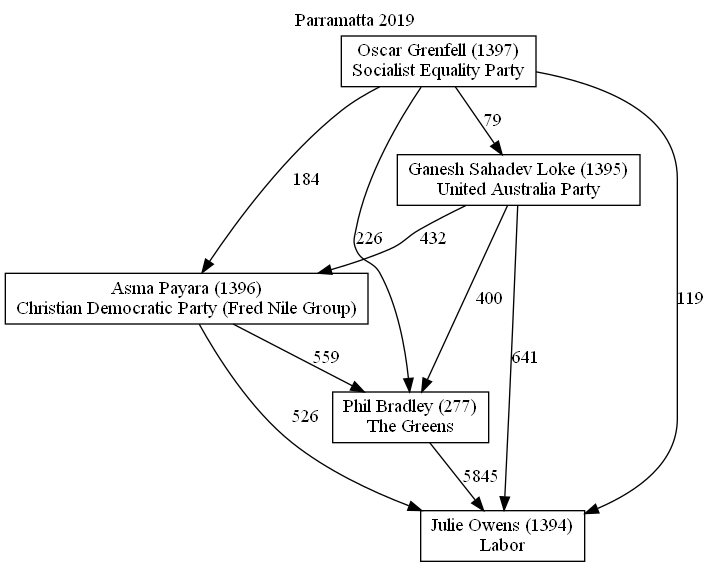 Parramatta 2019
Oscar Grenfell (1397)
Socialist Equality Party
79
Ganesh Sahadev Loke (1395)
United Australia Party
184
226
432
Asma Payara (1396)
Christian Democratic Party (Fred Nile Group)
400
119
559
641
526
Phil Bradley (277)
The Greens
5845
Julie Owens (1394)
Labor